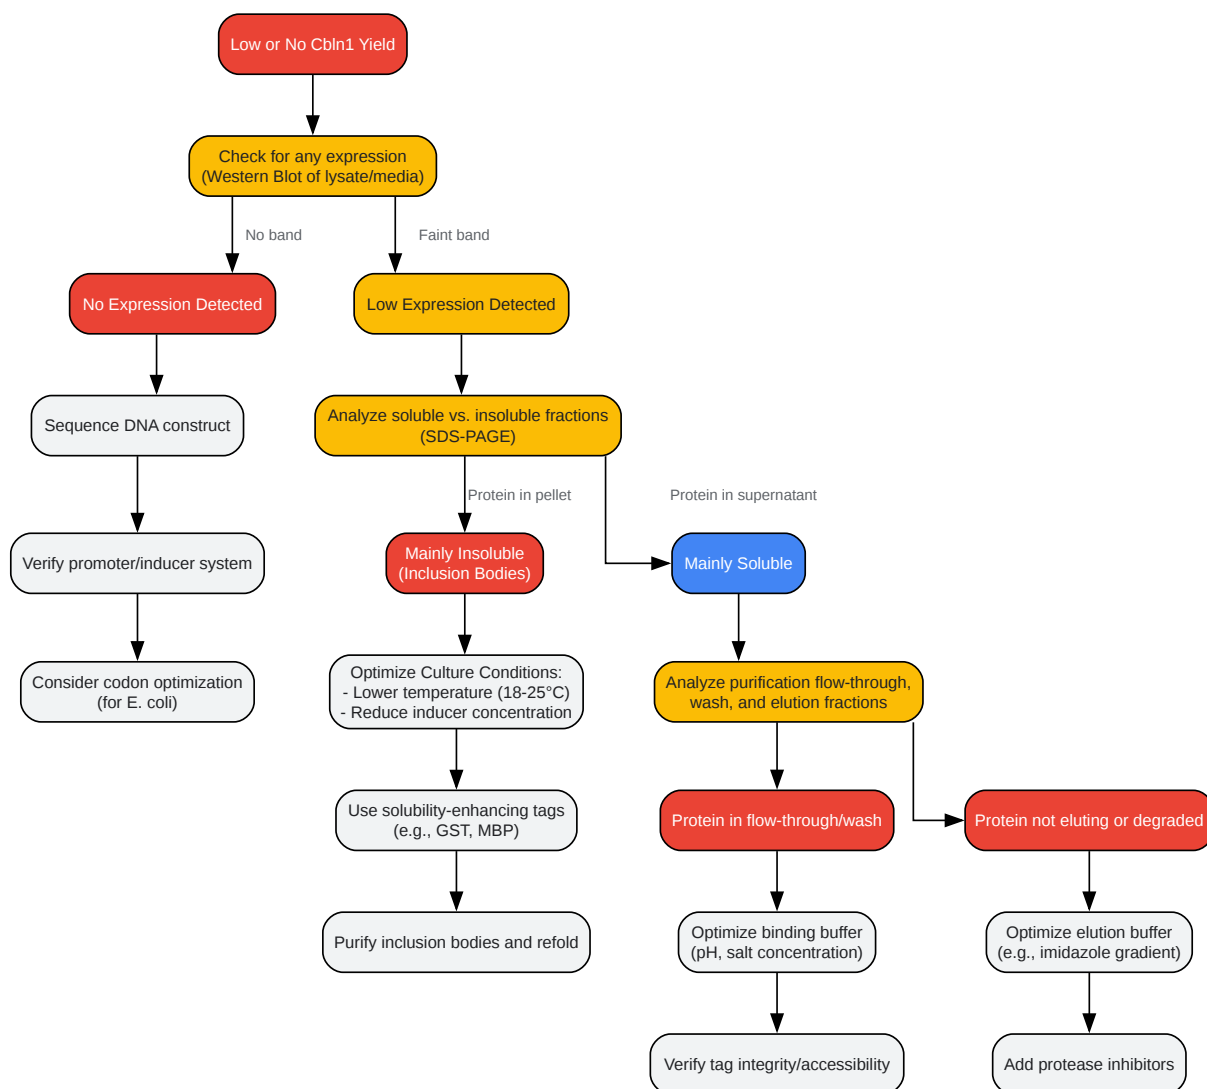 Low or No Cbln1 Yield
Check for any expression
(Western Blot of lysate/media)
No band
Faint band
No Expression Detected
Low Expression Detected
Sequence DNA construct
Analyze soluble vs. insoluble fractions
(SDS-PAGE)
Protein in pellet
Protein in supernatant
Verify promoter/inducer system
Mainly Insoluble
(Inclusion Bodies)
Mainly Soluble
Consider codon optimization
(for E. coli)
Optimize Culture Conditions:
- Lower temperature (18-25°C)
- Reduce inducer concentration
Analyze purification flow-through,
wash, and elution fractions
Use solubility-enhancing tags
(e.g., GST, MBP)
Protein in flow-through/wash
Protein not eluting or degraded
Purify inclusion bodies and refold
Optimize binding buffer
(pH, salt concentration)
Optimize elution buffer
(e.g., imidazole gradient)
Verify tag integrity/accessibility
Add protease inhibitors